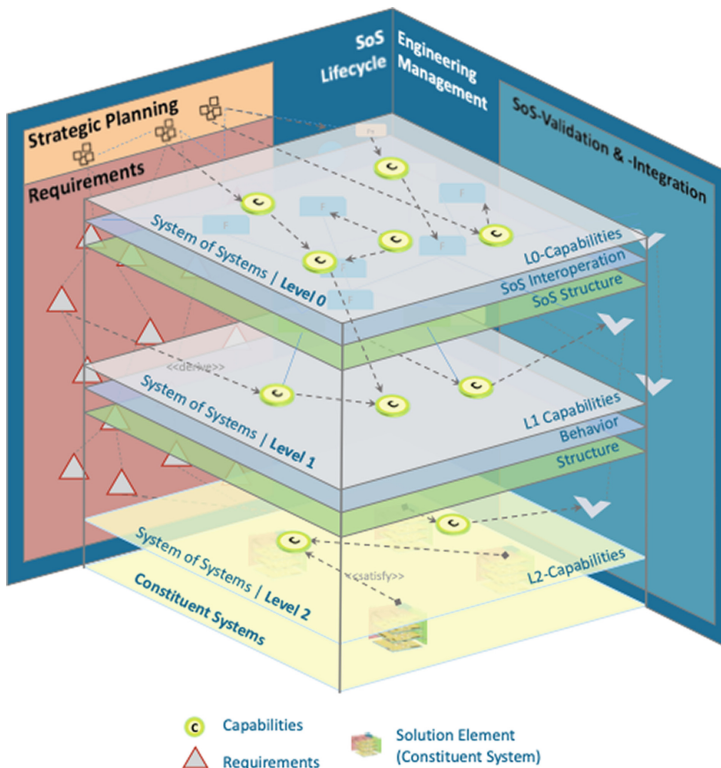 SoS
Lifecycle
Engineering
Management
Strategic Planning
Requirements
SoS-Validation & -Integration
C
C
C
C
C
C
F
F
F
F
System of Systems | Level 0
L0-Capabilities
SoS Interoperation
SoS Structure
<<derive>>
C
C
C
System of Systems | Level 1
L1 Capabilities
Behavior
Structure
C
C
System of Systems | Level 2
<<satisfy>>
L2-Capabilities
Constituent Systems
C
Capabilities
Requirements
Solution Element
(Constituent System)